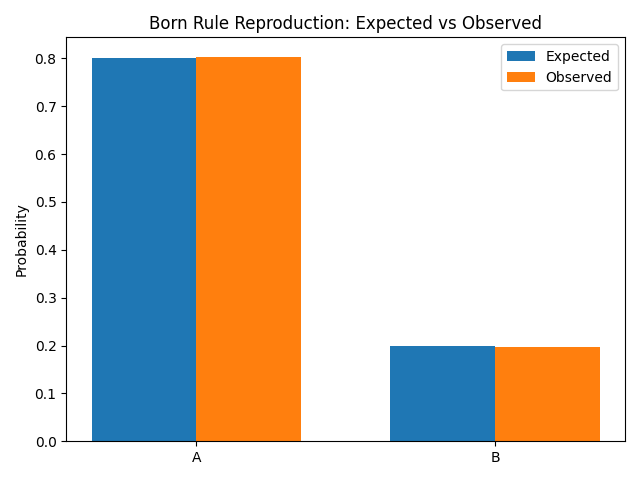 Born Rule Reproduction: Expected vs Observed
Expected
Observed
Probability
0.8
0.7
0.6
0.5
0.4
0.3
0.2
0.1
0.0
A
B